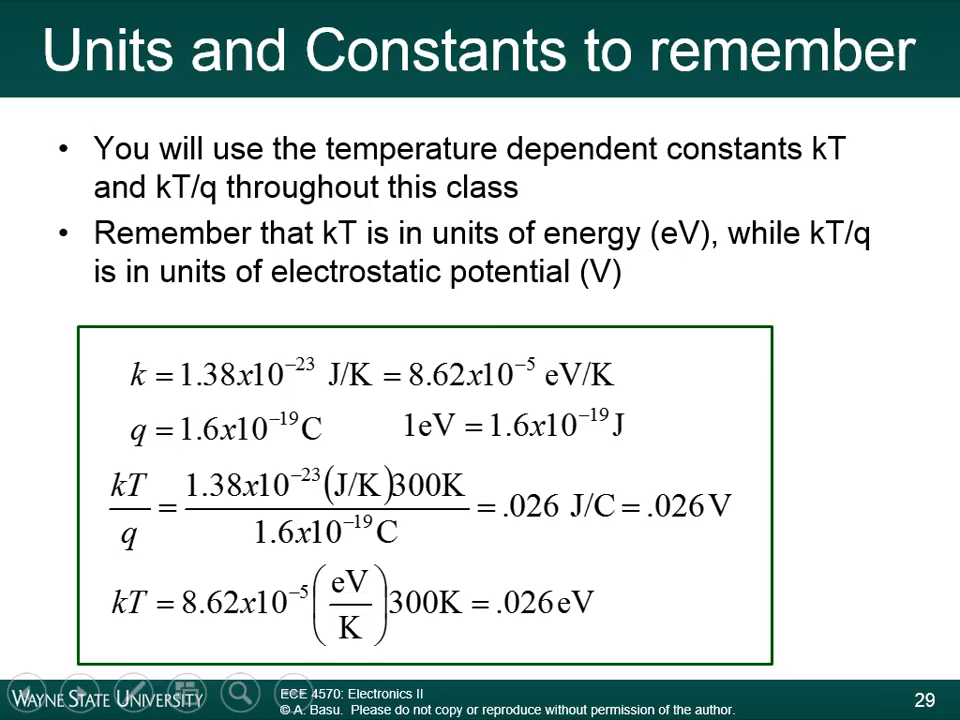 Units and Constants to remember
• You will use the temperature dependent constants kT
and kT/q throughout this class
• Remember that kT is in units of energy (eV), while kT/q
is in units of electrostatic potential (V)
k = 1.38x10⁻²³ J/K = 8.62x10⁻⁵ eV/K
q = 1.6x10⁻¹⁹ C 1eV = 1.6x10⁻¹⁹ J
kT/q = 1.38x10⁻²³(J/K)300K / 1.6x10⁻¹⁹ C = .026 J/C = .026 V
kT = 8.62x10⁻⁵ (eV/K) 300K = .026 eV
WAYNE STATE UNIVERSITY
ECE 4570: Electronics II
© A. Basu. Please do not copy or reproduce without permission of the author.
29